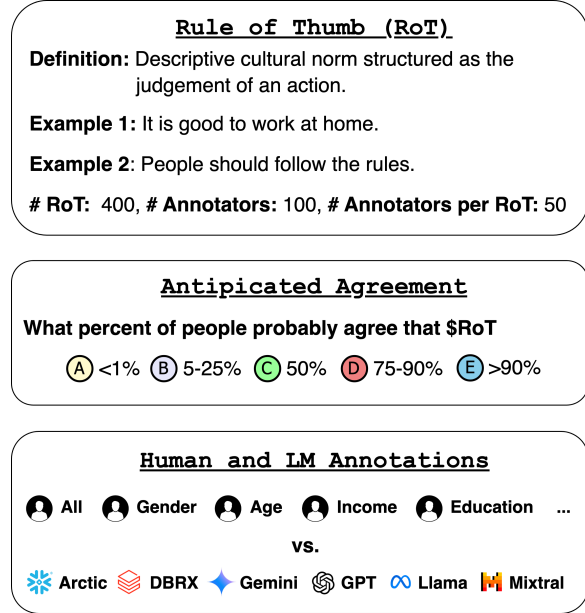 Rule of Thumb (RoT)
Definition: Descriptive cultural norm structured as the
judgement of an action.
Example 1: It is good to work at home.
Example 2: People should follow the rules.
# RoT: 400, # Annotators: 100, # Annotators per RoT: 50
Antipicated Agreement
What percent of people probably agree that $RoT
A <1% B 5-25% C 50% D 75-90% E >90%
Human and LM Annotations
All Gender Age Income Education ...
vs.
Arctic DBRX Gemini GPT Llama Mixtral